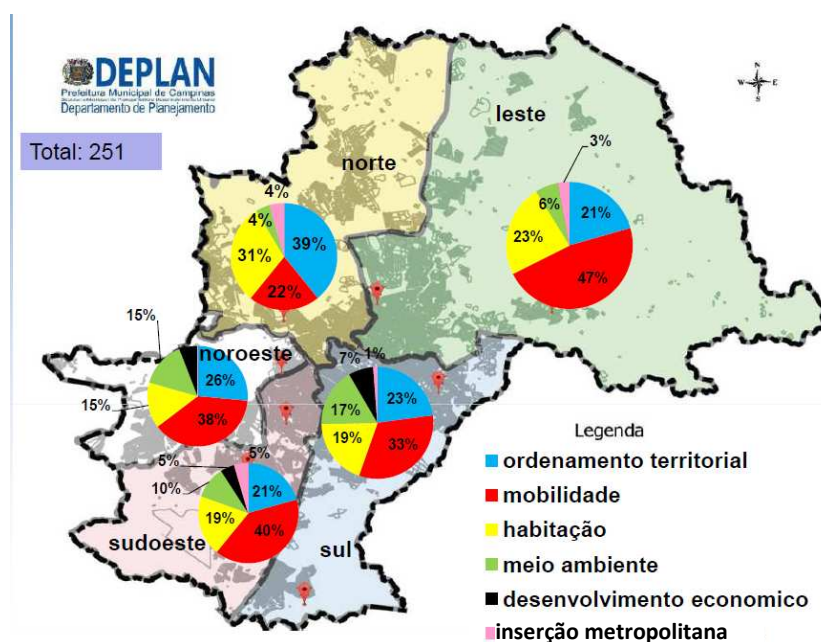 DEPLAN
Prefeitura Municipal de Campinas
Departamento de Planejamento
Total: 251
W E
S
leste
norte
3%
6%
21%
23%
47%
4%
4%
39%
31%
22%
noroeste
15%
26%
15%
38%
7% 1%
17%
23%
19%
33%
5%
5%
10%
21%
19%
40%
sudoeste
sul
Legenda
ordenamento territorial
mobilidade
habitação
meio ambiente
desenvolvimento economico
inserção metropolitana